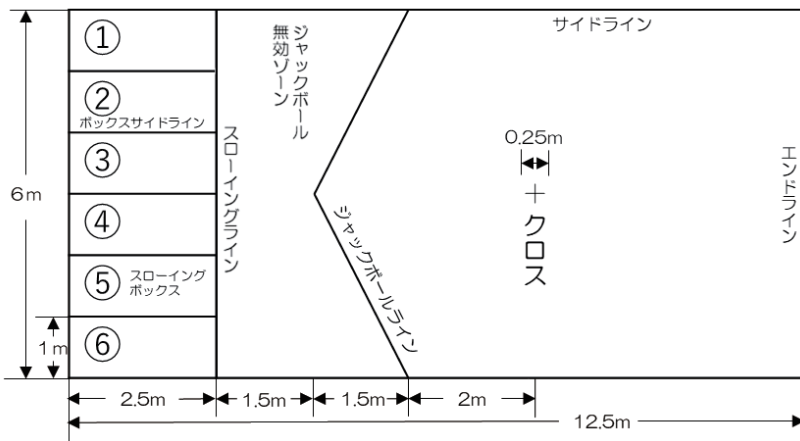 ①
②
ボックスサイドライン
③
④
⑤
スローイング
ボックス
⑥
6m
1m
スローイングライン
ジャックボール
無効ゾーン
ジャックボールライン
サイドライン
0.25m
クロス
エンドライン
2.5m
1.5m
1.5m
2m
12.5m